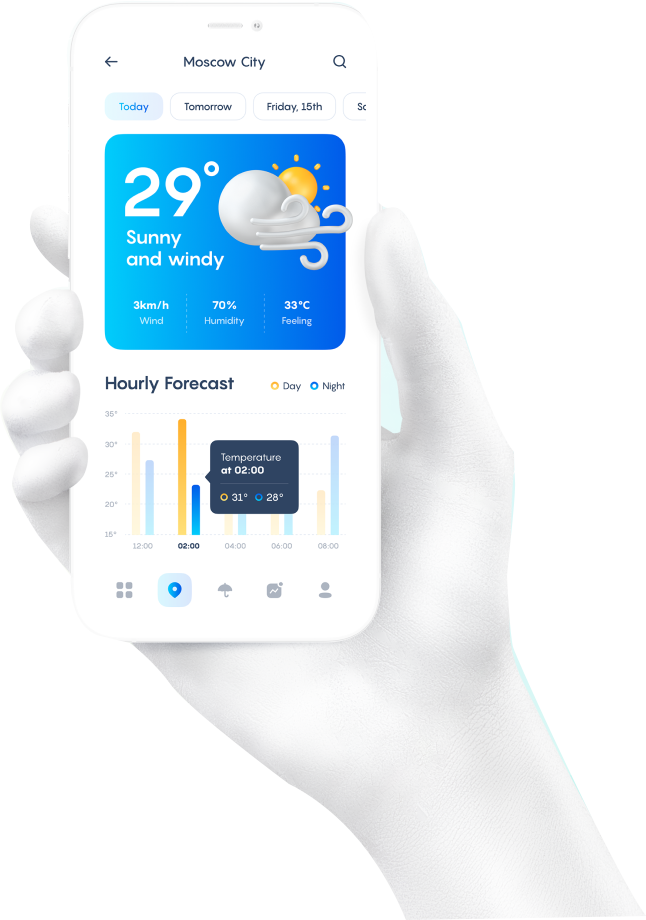 Moscow City
Today
Tomorrow
Friday, 15th
29°
Sunny
and windy
3km/h
70%
33°C
Wind
Humidity
Feeling
Hourly Forecast
Day
Night
35°
30°
25°
20°
15°
Temperature
at 02:00
31°
28°
12:00
02:00
04:00
06:00
08:00